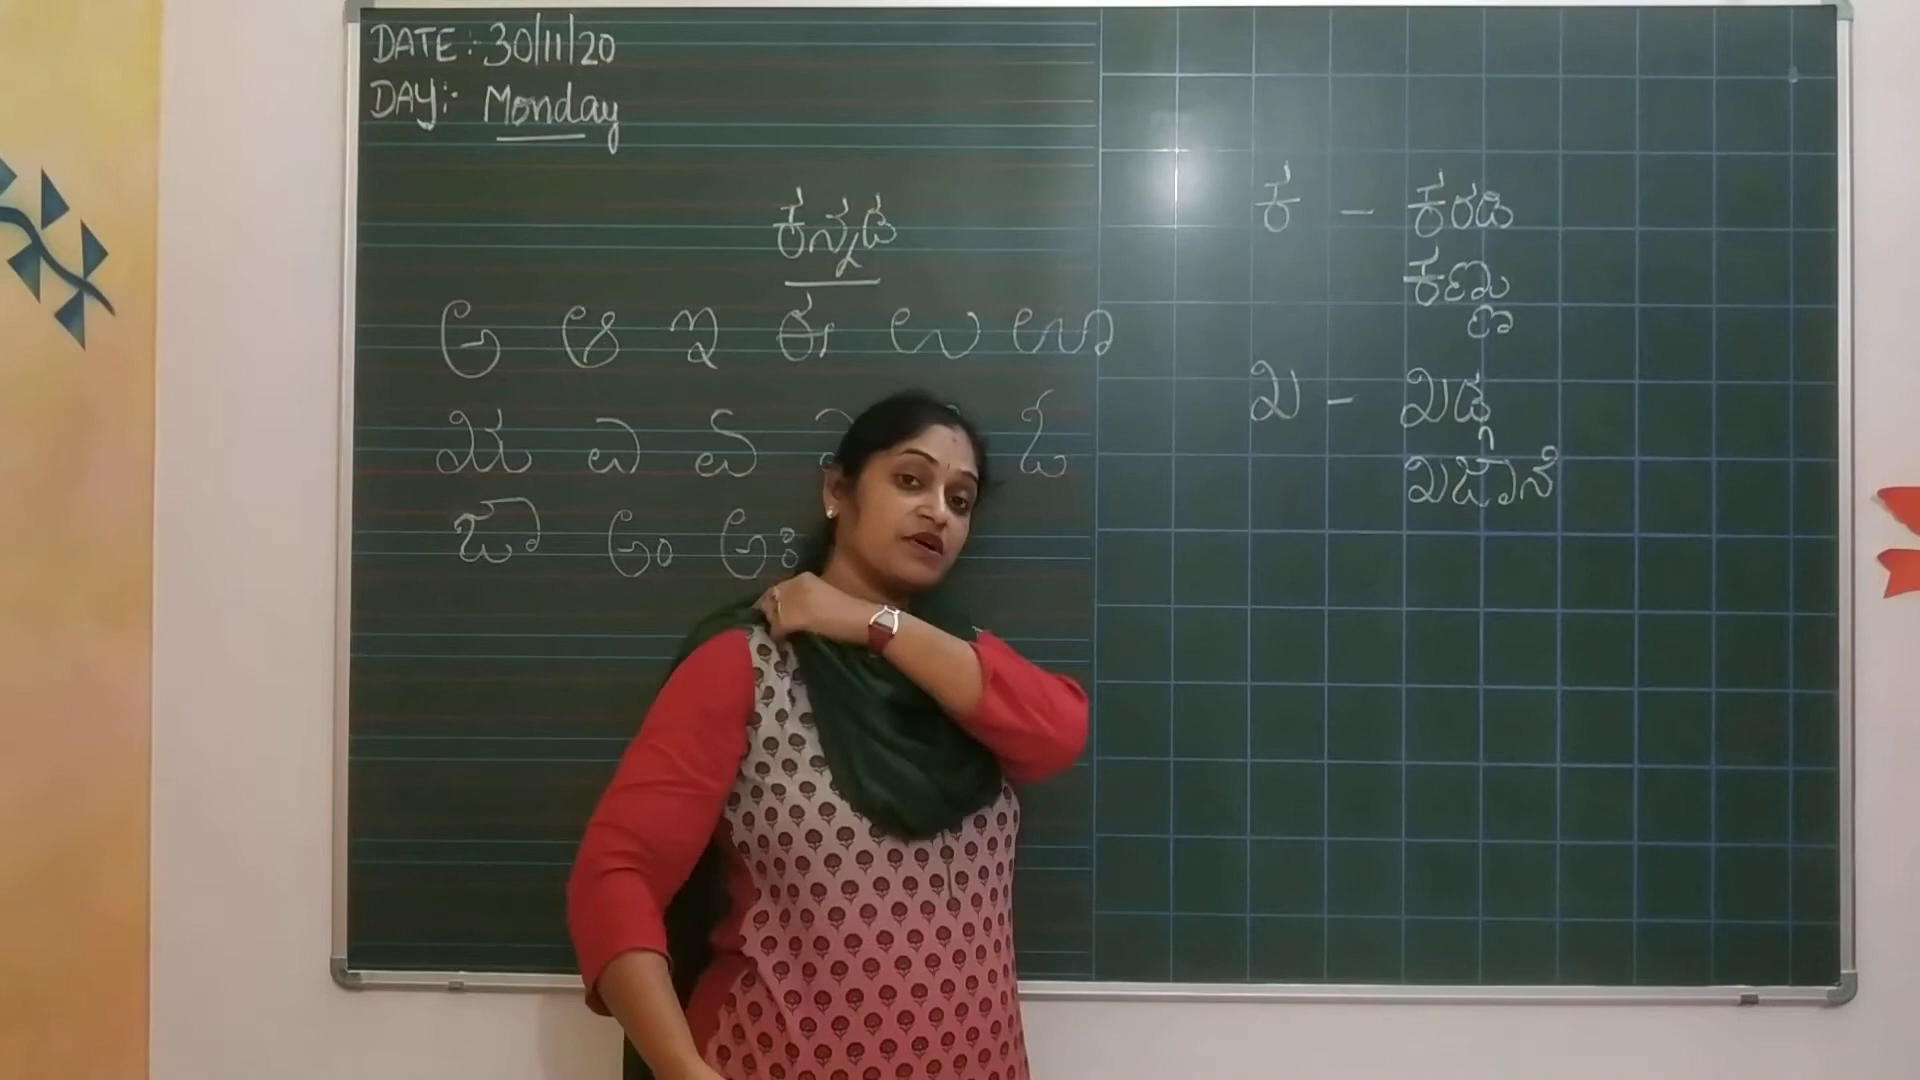 DATE:- 30/11/20
DAY:- Monday
ಕನ್ನಡ
ಅ ಆ ಇ ಈ ಉ ಊ
ಋ ಎ ಏ ಓ
ಔ ಅಂ ಅಃ
ಕ - ಕರಡಿ
ಕಣ್ಣು
ಖ - ಖಡ್ಗ
ಖಜಾನೆ